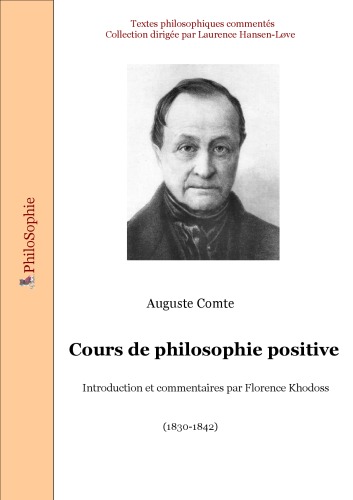 Textes philosophiques commentés
Collection dirigée par Laurence Hansen-Løve
PhiloSophie
Auguste Comte
Cours de philosophie positive
Introduction et commentaires par Florence Khodoss
(1830-1842)